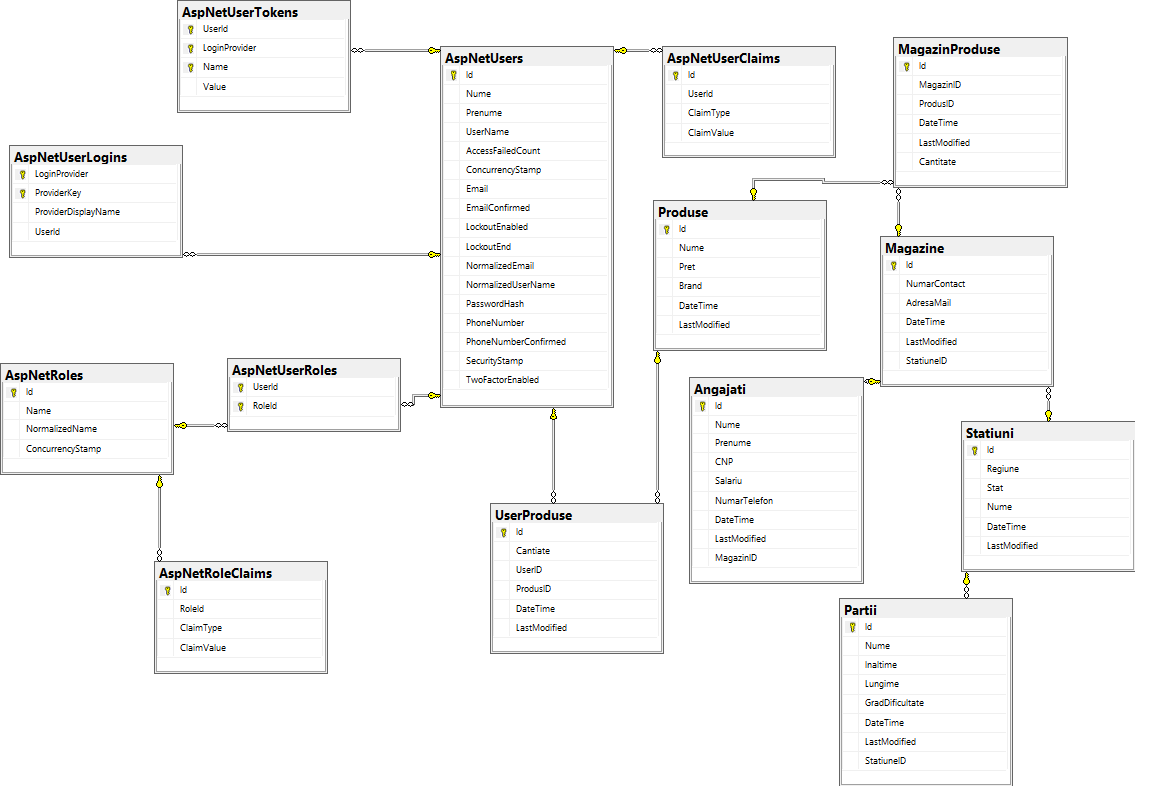 AspNetUserTokens
UserId
LoginProvider
Name
Value
AspNetUsers
Id
Nume
Prenume
UserName
AccessFailedCount
ConcurrencyStamp
Email
EmailConfirmed
LockoutEnabled
LockoutEnd
NormalizedEmail
NormalizedUserName
PasswordHash
PhoneNumber
PhoneNumberConfirmed
SecurityStamp
TwoFactorEnabled
AspNetUserClaims
Id
UserId
ClaimType
ClaimValue
MagazinProduse
Id
MagazinID
ProdusID
DateTime
LastModified
Cantitate
AspNetUserLogins
LoginProvider
ProviderKey
ProviderDisplayName
UserId
Produse
Id
Nume
Pret
Brand
DateTime
LastModified
Magazine
Id
NumarContact
AdresaMail
DateTime
LastModified
StatiuneID
AspNetRoles
Id
Name
NormalizedName
ConcurrencyStamp
AspNetUserRoles
UserId
RoleId
Angajati
Id
Nume
Prenume
CNP
Salariu
NumarTelefon
DateTime
LastModified
MagazinID
Statiuni
Id
Regiune
Stat
Nume
DateTime
LastModified
UserProduse
Id
Cantiate
UserID
ProdusID
DateTime
LastModified
AspNetRoleClaims
Id
RoleId
ClaimType
ClaimValue
Partii
Id
Nume
Inaltime
Lungime
GradDificultate
DateTime
LastModified
StatiuneID